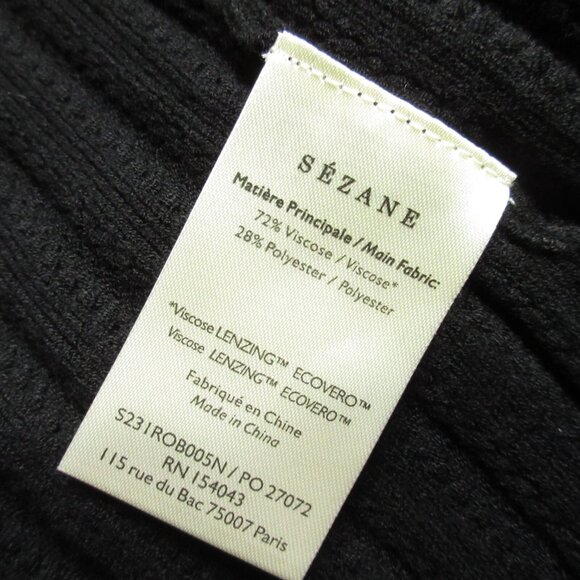 SÉZANE
Matière Principale / Main Fabric:
72% Viscose / Viscose*
28% Polyester / Polyester
*Viscose LENZING™ ECOVERO™
Viscose LENZING™ ECOVERO™
Fabriqué en Chine
Made in China
S231ROB005N / PO 27072
RN 154043
115 rue du Bac 75007 Paris